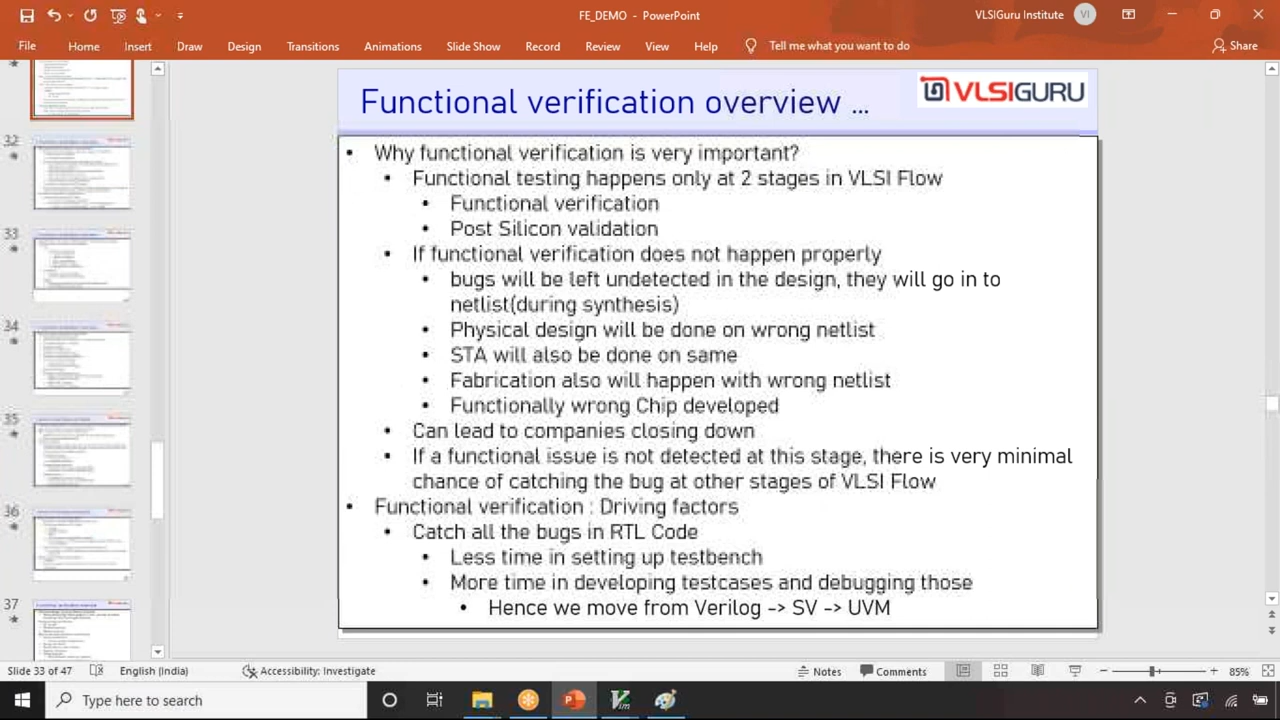 FE_DEMO - PowerPoint
VLSIGuru Institute
VI
File Home Insert Draw Design Transitions Animations Slide Show Record Review View Help Tell me what you want to do Share
Functional verification overview ...
VLSIGURU
Why functional verification is very important?
• Functional testing happens only at 2 stages in VLSI Flow
• Functional verification
• Post Silicon validation
• If functional verification does not happen properly
bugs will be left undetected in the design, they will go in to
netlist(during synthesis)
Physical design will be done on wrong netlist
STA will also be done on same
• Fabrication also will happen with wrong netlist
• Functionally wrong Chip developed
• Can lead to companies closing down
• If a functional issue is not detected at this stage, there is very minimal
chance of catching the bug at other stages of VLSI Flow
Functional verification : Driving factors
• Catch more bugs in RTL Code
Less time in setting up testbench
• More time in developing testcases and debugging those
Hence we move from Verilog > SV > UVM
32
33
34
35
36
37
Slide 33 of 47
English (India)
Accessibility: Investigate
Notes
Comments
85%
Type here to search